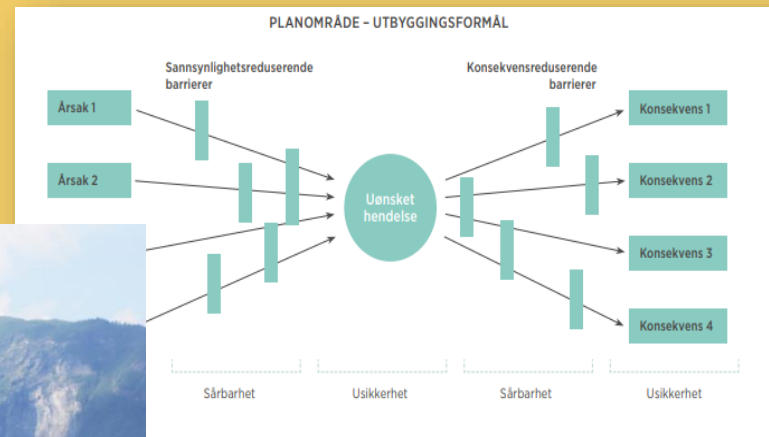 PLANOMRÅDE – UTBYGGINGSFORMÅL
Sannsynlighetsreduserende
barrierer
Konsekvensreduserende
barrierer
Årsak 1
Årsak 2
Uønsket
hendelse
Konsekvens 1
Konsekvens 2
Konsekvens 3
Konsekvens 4
Sårbarhet
Usikkerhet
Sårbarhet
Usikkerhet